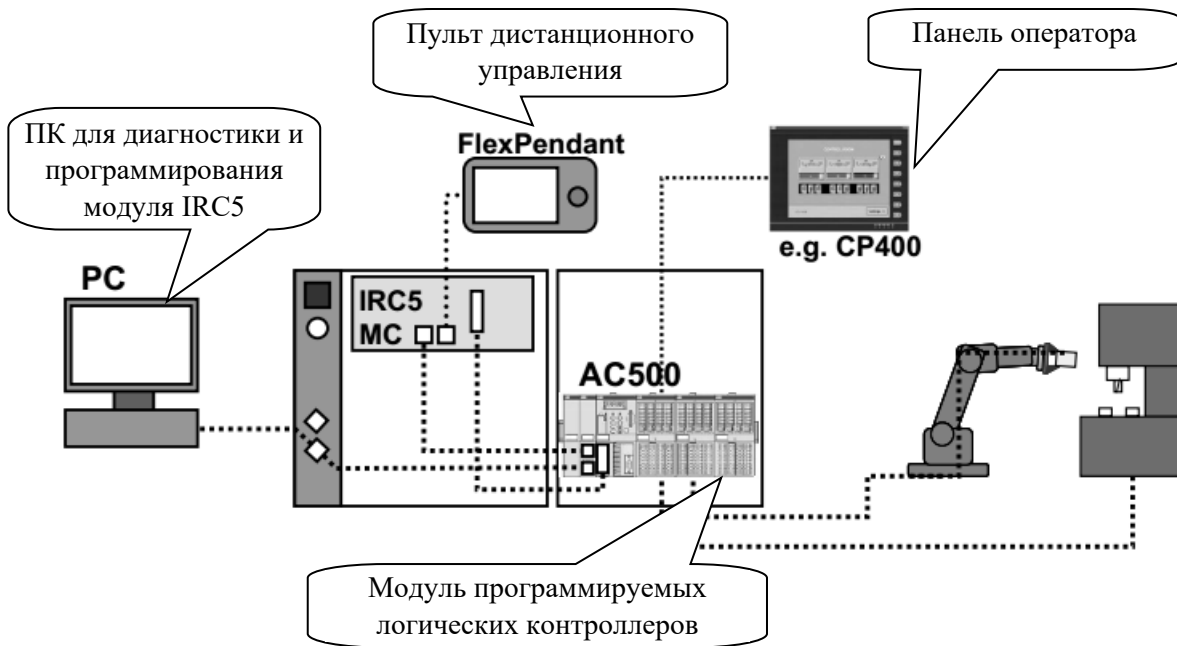 Пульт дистанционного
управления
Панель оператора
ПК для диагностики и
программирования
модуля IRC5
FlexPendant
e.g. CP400
PC
IRC5
MC
AC500
Модуль программируемых
логических контроллеров